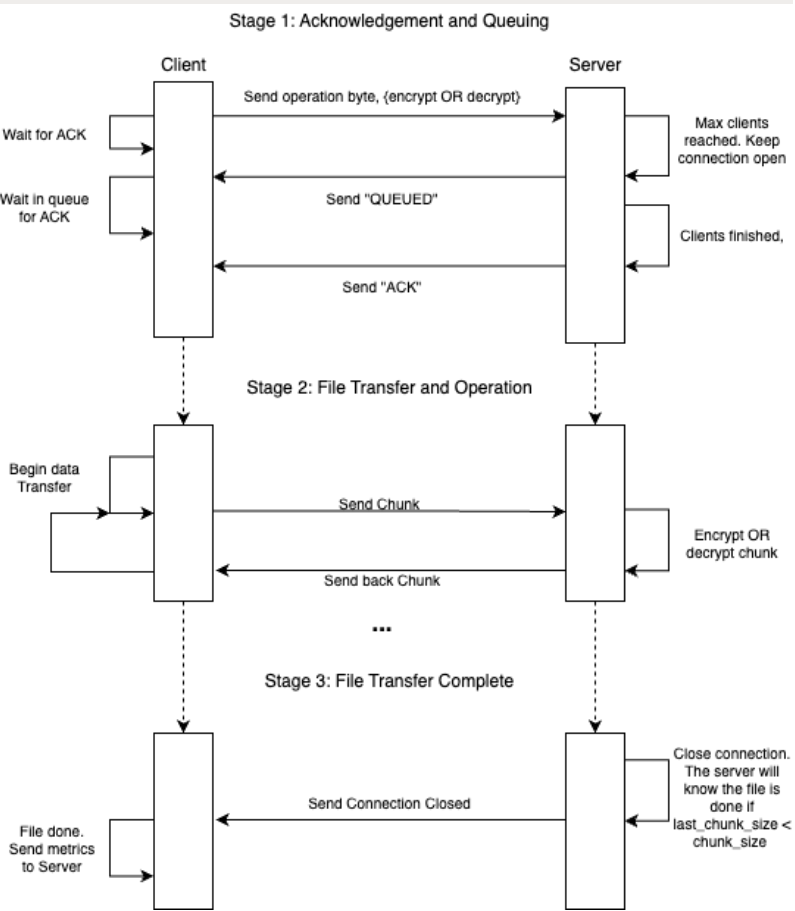 Stage 1: Acknowledgement and Queuing
Client
Server
Send operation byte, {encrypt OR decrypt}
Wait for ACK
Max clients
reached. Keep
connection open
Wait in queue
for ACK
Send "QUEUED"
Clients finished,
Send "ACK"
Stage 2: File Transfer and Operation
Begin data
Transfer
Send Chunk
Encrypt OR
decrypt chunk
Send back Chunk
...
Stage 3: File Transfer Complete
Close connection.
The server will
know the file is
done if
last_chunk_size <
chunk_size
Send Connection Closed
File done.
Send metrics
to Server